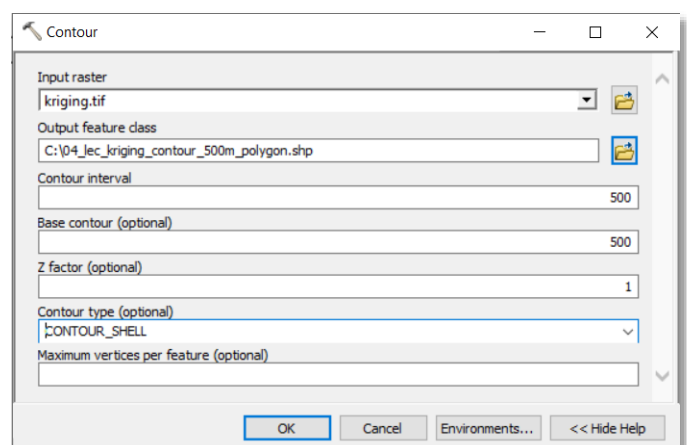 Contour
Input raster
kriging.tif
Output feature class
C:\04_lec_kriging_contour_500m_polygon.shp
Contour interval
500
Base contour (optional)
500
Z factor (optional)
1
Contour type (optional)
CONTOUR_SHELL
Maximum vertices per feature (optional)
OK
Cancel
Environments...
<< Hide Help